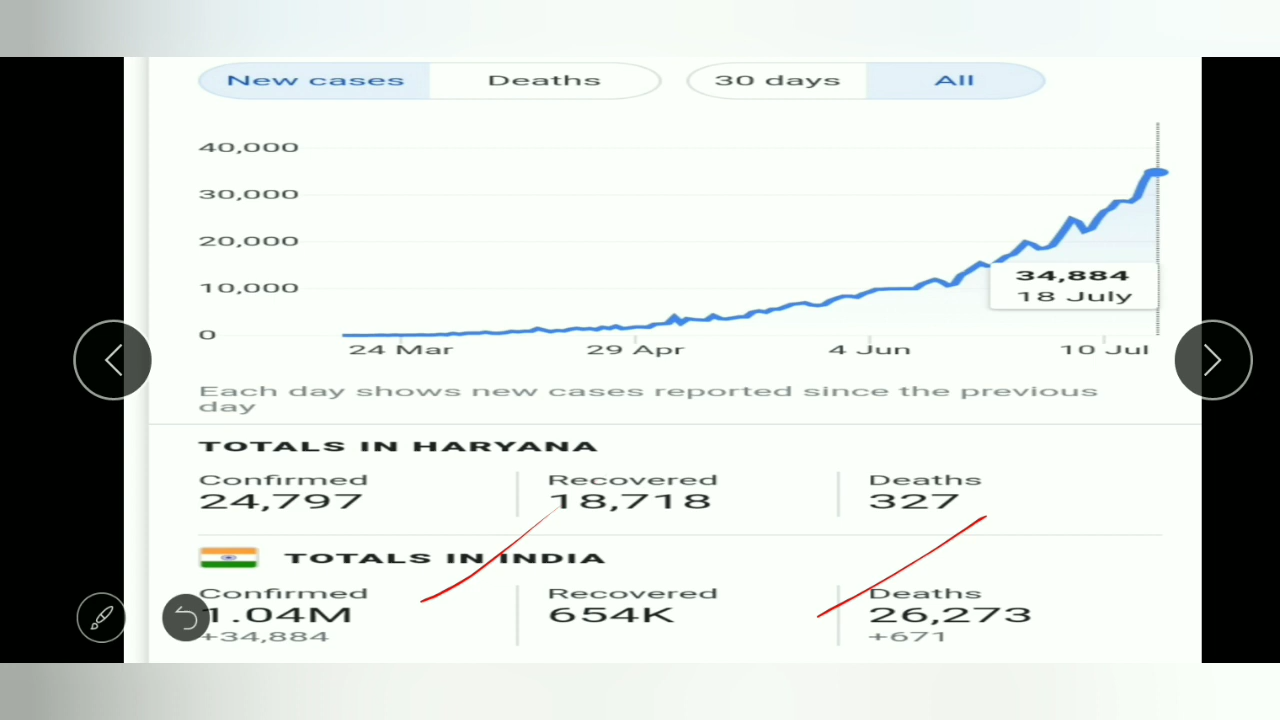 New cases Deaths 30 days All
40,000
30,000
20,000
10,000
0
34,884
18 July
24 Mar 29 Apr 4 Jun 10 Jul
Each day shows new cases reported since the previous
day
TOTALS IN HARYANA
Confirmed Recovered Deaths
24,797 18,718 327
TOTALS IN INDIA
Confirmed Recovered Deaths
1.04M 654K 26,273
+34,884 +671